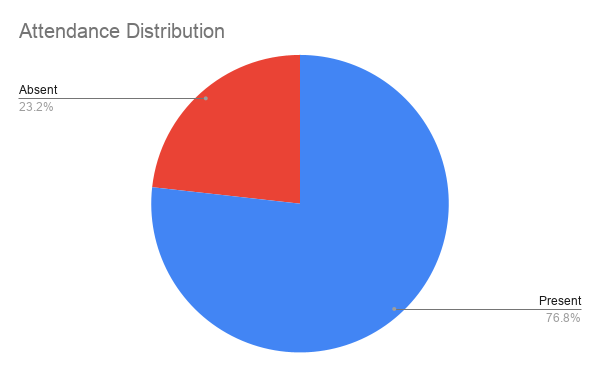 Attendance Distribution
Absent
23.2%
Present
76.8%